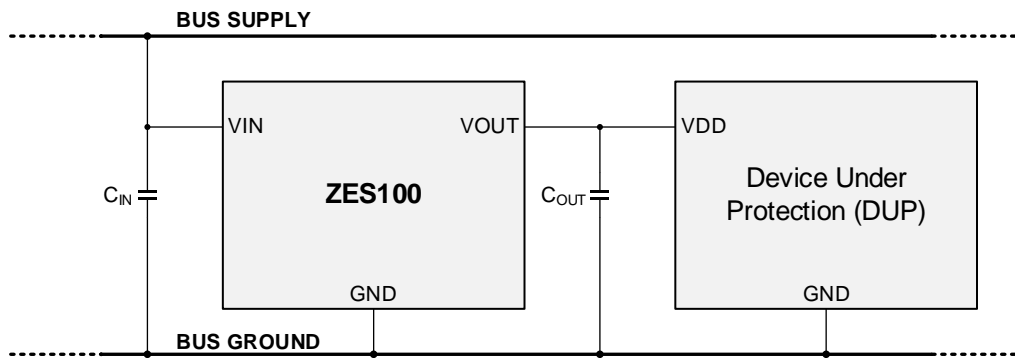 BUS SUPPLY
VIN
VOUT
VDD
CIN
ZES100
COUT
Device Under
Protection (DUP)
GND
GND
BUS GROUND